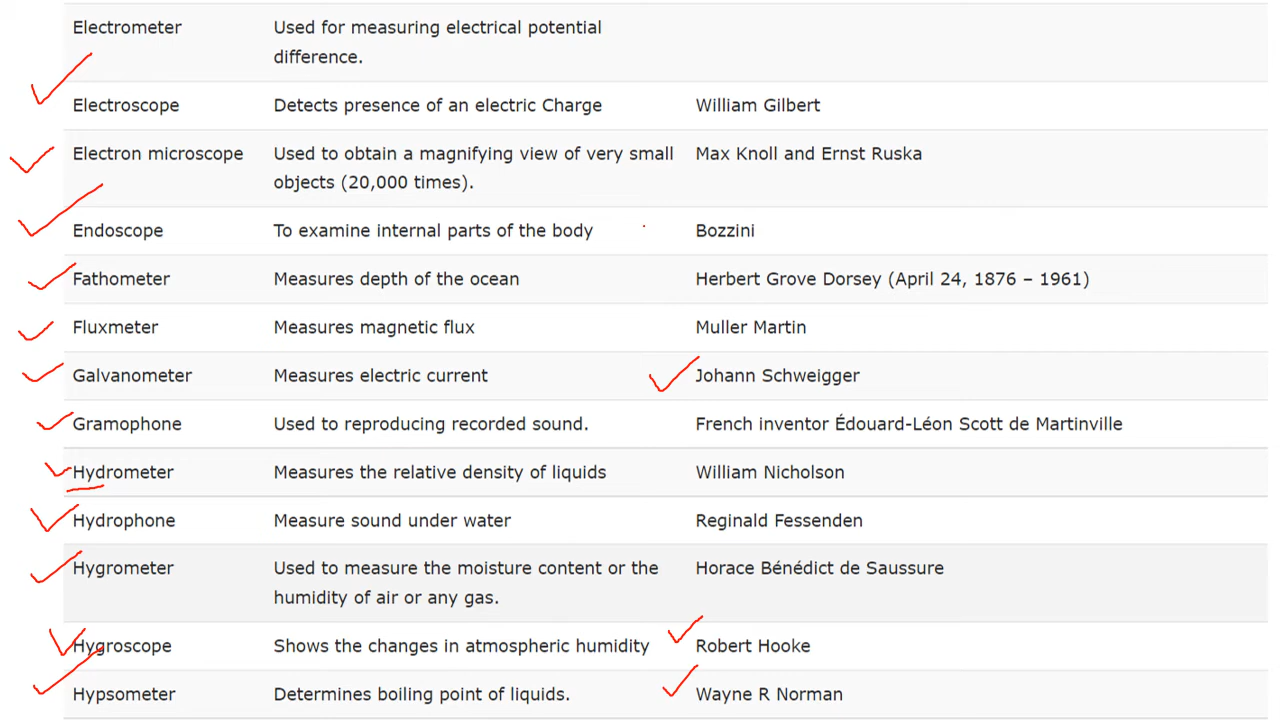 Electrometer Used for measuring electrical potential
difference.
Electroscope Detects presence of an electric Charge William Gilbert
Electron microscope Used to obtain a magnifying view of very small Max Knoll and Ernst Ruska
objects (20,000 times).
Endoscope To examine internal parts of the body Bozzini
Fathometer Measures depth of the ocean Herbert Grove Dorsey (April 24, 1876 – 1961)
Fluxmeter Measures magnetic flux Muller Martin
Galvanometer Measures electric current Johann Schweigger
Gramophone Used to reproducing recorded sound. French inventor Édouard-Léon Scott de Martinville
Hydrometer Measures the relative density of liquids William Nicholson
Hydrophone Measure sound under water Reginald Fessenden
Hygrometer Used to measure the moisture content or the Horace Bénédict de Saussure
humidity of air or any gas.
Hygroscope Shows the changes in atmospheric humidity Robert Hooke
Hypsometer Determines boiling point of liquids. Wayne R Norman